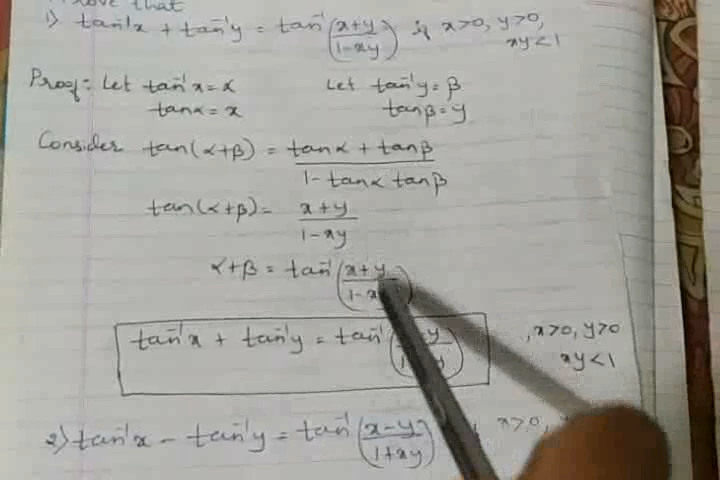 Prove that
1) tan⁻¹x + tan⁻¹y = tan⁻¹((x+y)/(1-xy)) if x>0, y>0,
xy<1
Proof:- Let tan⁻¹x = α Let tan⁻¹y = β
tanα = x tanβ = y
Consider tan(α+β) = (tanα + tanβ)/(1 - tanα tanβ)
tan(α+β) = (x+y)/(1-xy)
α+β = tan⁻¹((x+y)/(1-x
tan⁻¹x + tan⁻¹y = tan⁻¹( y , x>0, y>0
xy<1
2) tan⁻¹x - tan⁻¹y = tan⁻¹((x-y)/(1+xy)) x>0,